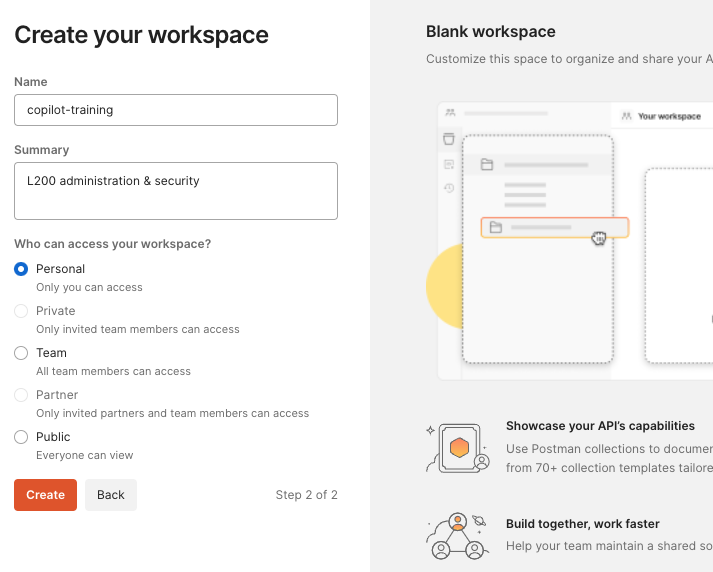 Create your workspace
Name
copilot-training
Summary
L200 administration & security
Who can access your workspace?
Personal
Only you can access
Private
Only invited team members can access
Team
All team members can access
Partner
Only invited partners and team members can access
Public
Everyone can view
Create
Back
Step 2 of 2
Blank workspace
Customize this space to organize and share your A
Your workspace
Showcase your API's capabilities
Use Postman collections to documen
from 70+ collection templates tailore
Build together, work faster
Help your team maintain a shared so